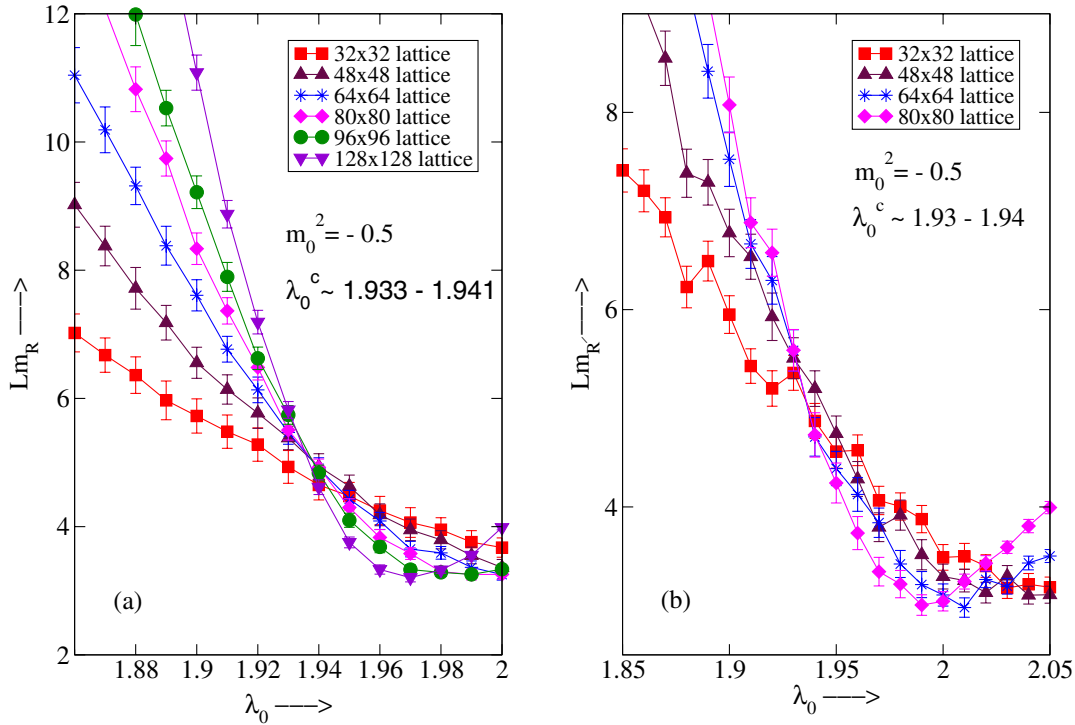 12
10
8
6
4
2
Lm_R --->
32x32 lattice
48x48 lattice
64x64 lattice
80x80 lattice
96x96 lattice
128x128 lattice
m_0^2 = - 0.5
λ_0^c ~ 1.933 - 1.941
(a)
1.88 1.9 1.92 1.94 1.96 1.98 2
λ_0 --->
8
6
4
Lm_R' --->
32x32 lattice
48x48 lattice
64x64 lattice
80x80 lattice
m_0^2 = - 0.5
λ_0^c ~ 1.93 - 1.94
(b)
1.85 1.9 1.95 2 2.05
λ_0 --->